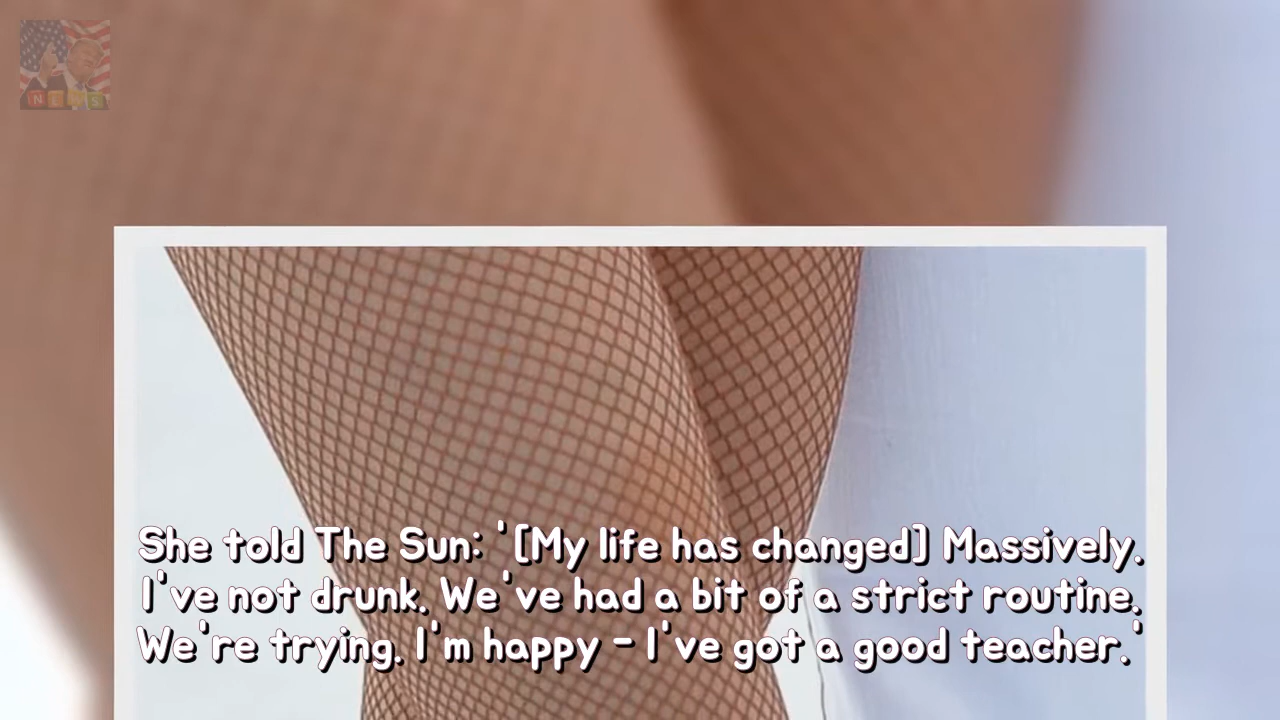 NEWS
She told The Sun: '[My life has changed] Massively.
I've not drunk. We've had a bit of a strict routine.
We're trying. I'm happy - I've got a good teacher.'